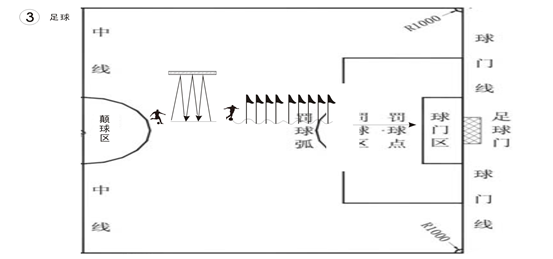 ③ 足球
中
线
R1000
球
门
线
颠
球
区
罚
球
弧
罚
球
区
罚
球
点
球
门
区
足
球
门
中
线
球
门
线
R1000